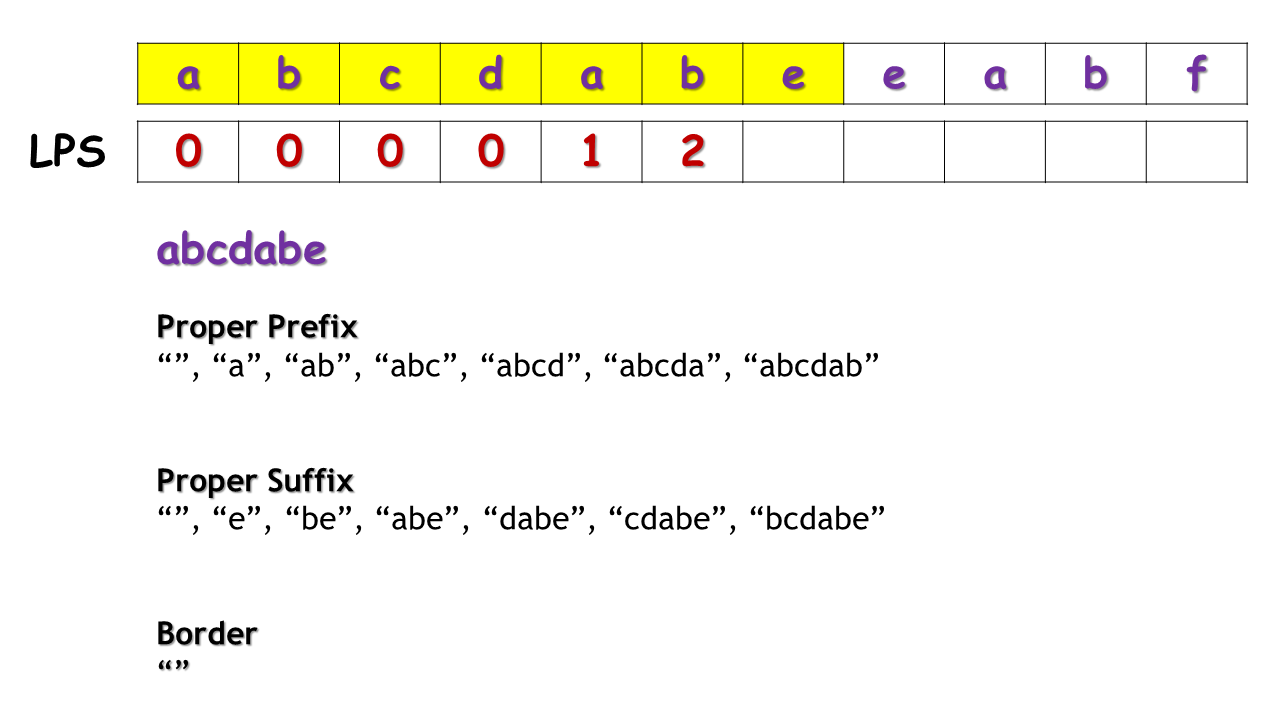 a b c d a b e e a b f
LPS 0 0 0 0 1 2
abcdabe
Proper Prefix
“”, “a”, “ab”, “abc”, “abcd”, “abcda”, “abcdab”
Proper Suffix
“”, “e”, “be”, “abe”, “dabe”, “cdabe”, “bcdabe”
Border
“”